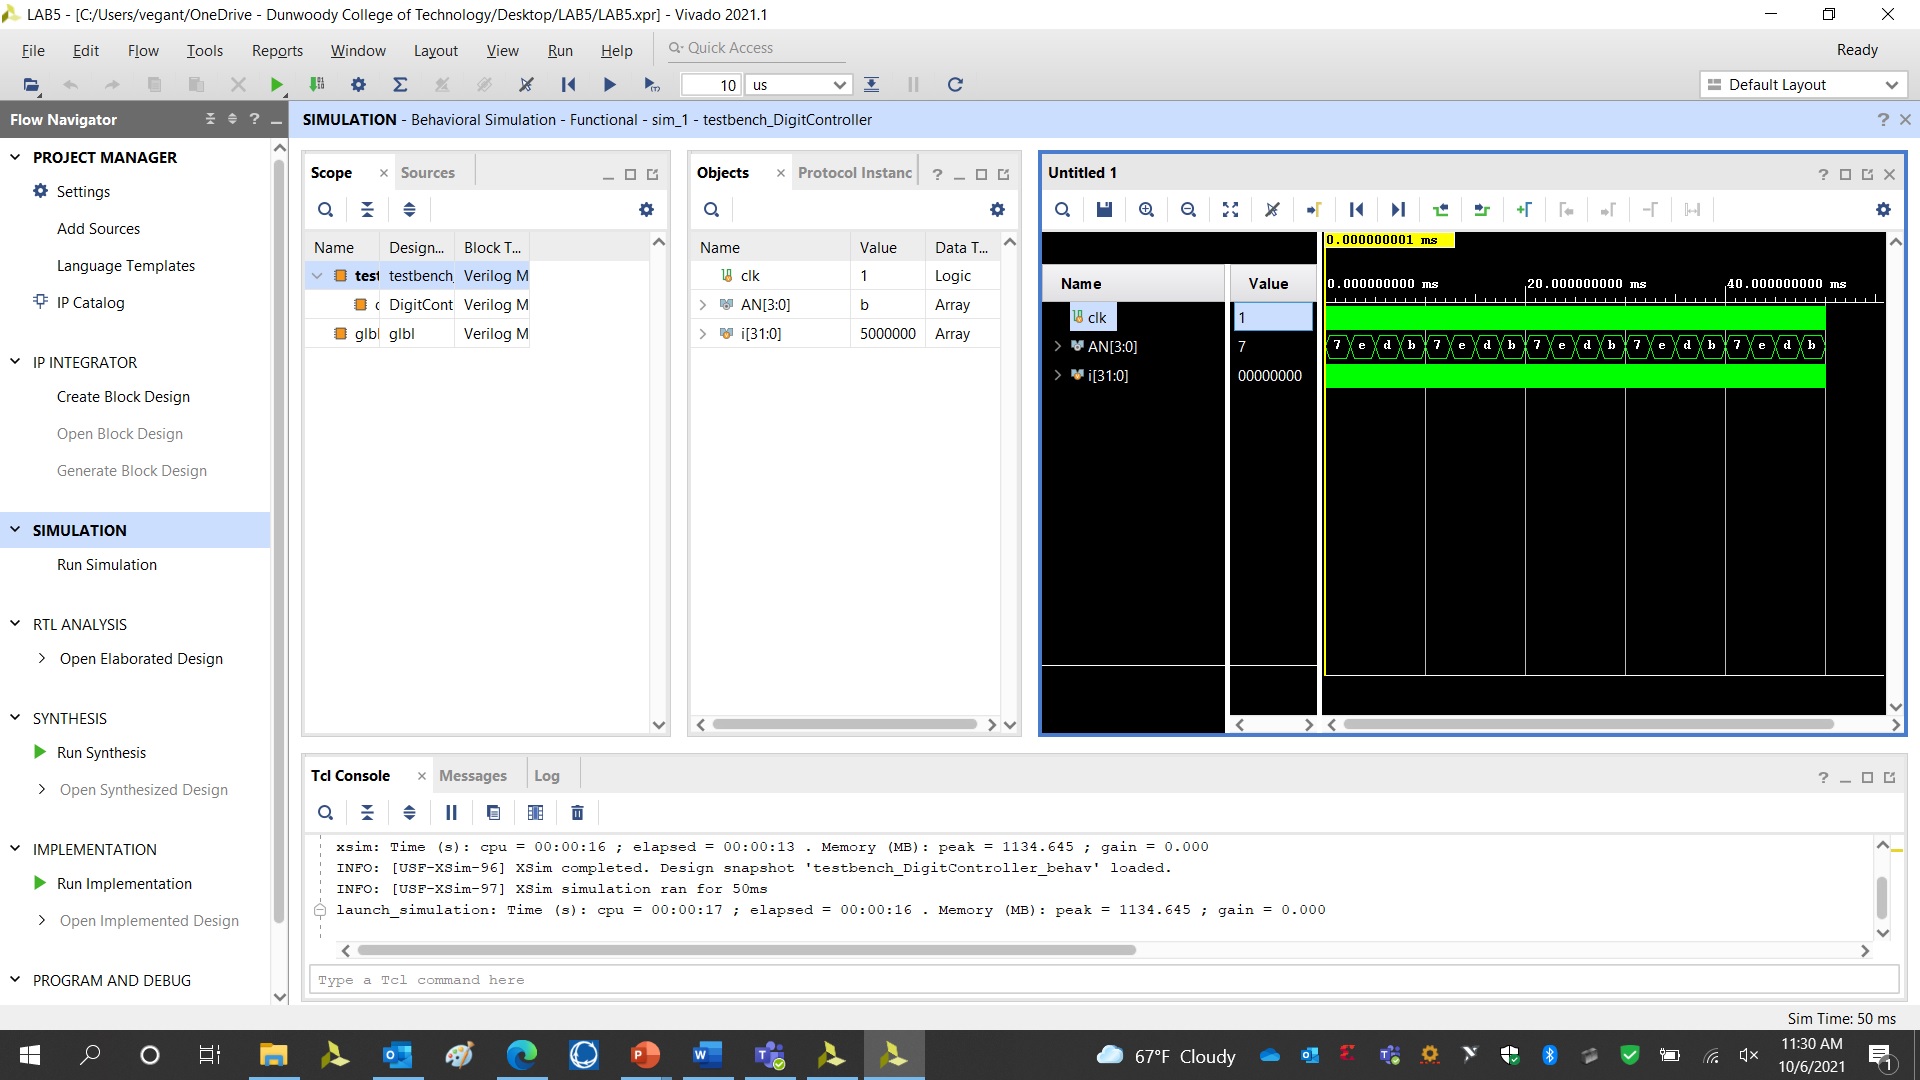 LAB5 - [C:/Users/vegant/OneDrive - Dunwoody College of Technology/Desktop/LAB5/LAB5.xpr] - Vivado 2021.1
File Edit Flow Tools Reports Window Layout View Run Help Quick Access Ready
10 us Default Layout
Flow Navigator
SIMULATION - Behavioral Simulation - Functional - sim_1 - testbench_DigitController
PROJECT MANAGER
Settings
Add Sources
Language Templates
IP Catalog
IP INTEGRATOR
Create Block Design
Open Block Design
Generate Block Design
SIMULATION
Run Simulation
RTL ANALYSIS
Open Elaborated Design
SYNTHESIS
Run Synthesis
Open Synthesized Design
IMPLEMENTATION
Run Implementation
Open Implemented Design
PROGRAM AND DEBUG
Scope Sources
Name Design... Block T...
test testbench_ Verilog M
DigitCont Verilog M
glbl glbl Verilog M
Objects Protocol Instanc
Name Value Data T...
clk 1 Logic
AN[3:0] b Array
i[31:0] 5000000 Array
Untitled 1
0.000000001 ms
Name Value 0.000000000 ms 20.000000000 ms 40.000000000 ms
clk 1
AN[3:0] 7 7 e d b 7 e d b 7 e d b 7 e d b 7 e d b
i[31:0] 00000000
Tcl Console Messages Log
xsim: Time (s): cpu = 00:00:16 ; elapsed = 00:00:13 . Memory (MB): peak = 1134.645 ; gain = 0.000
INFO: [USF-XSim-96] XSim completed. Design snapshot 'testbench_DigitController_behav' loaded.
INFO: [USF-XSim-97] XSim simulation ran for 50ms
launch_simulation: Time (s): cpu = 00:00:17 ; elapsed = 00:00:16 . Memory (MB): peak = 1134.645 ; gain = 0.000
Type a Tcl command here
Sim Time: 50 ms
67°F Cloudy
11:30 AM
10/6/2021
1